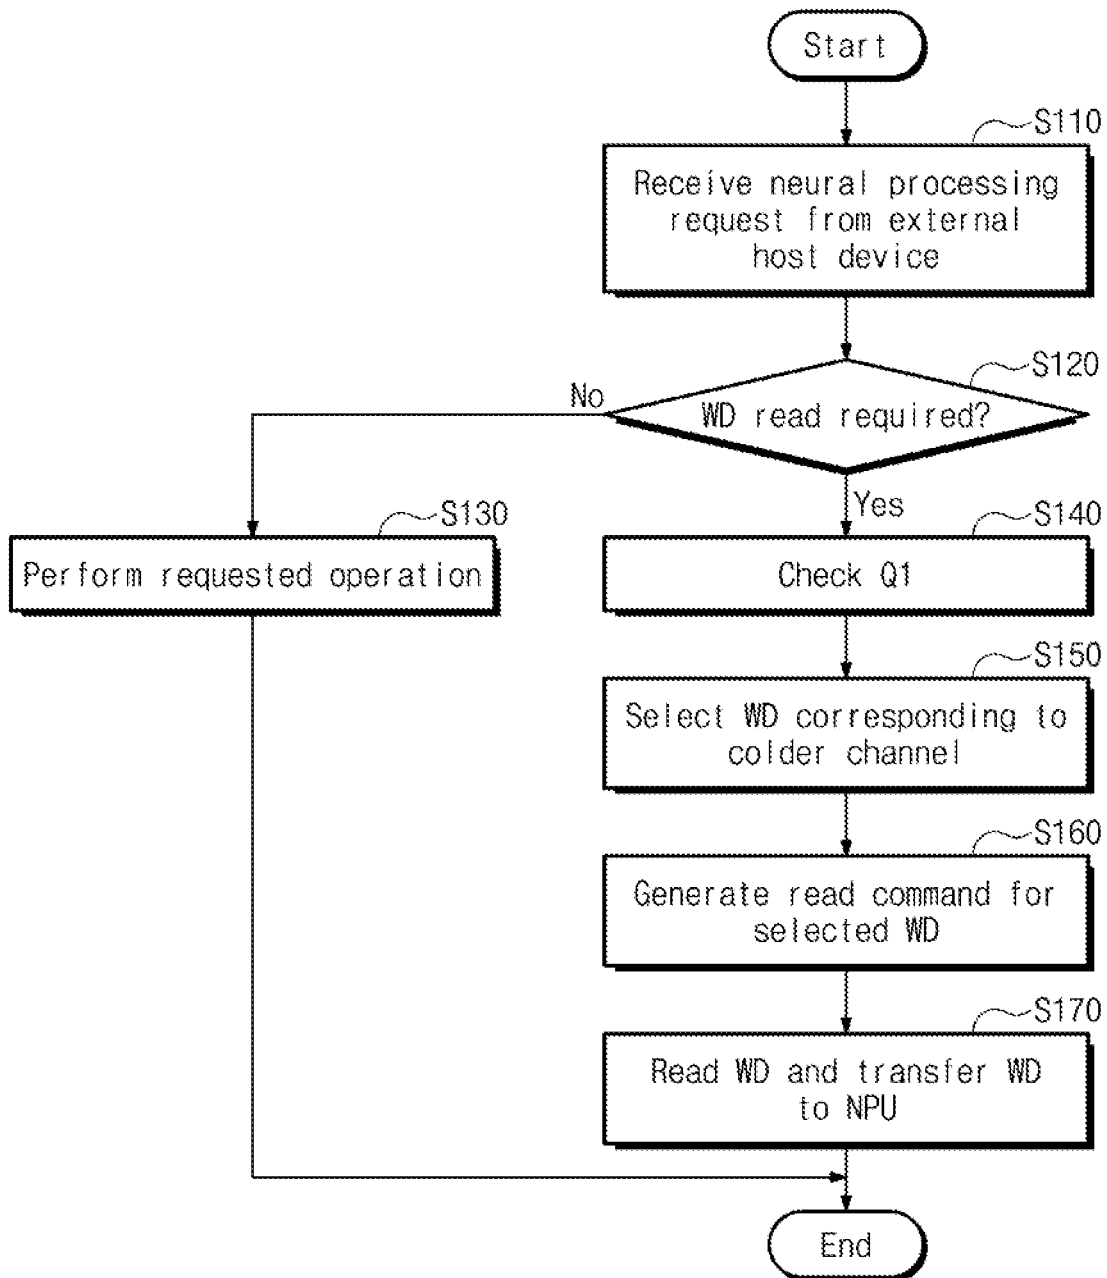 Start
S110
Receive neural processing
request from external
host device
S120
WD read required?
No
Yes
S130
Perform requested operation
S140
Check Q1
S150
Select WD corresponding to
colder channel
S160
Generate read command for
selected WD
S170
Read WD and transfer WD
to NPU
End